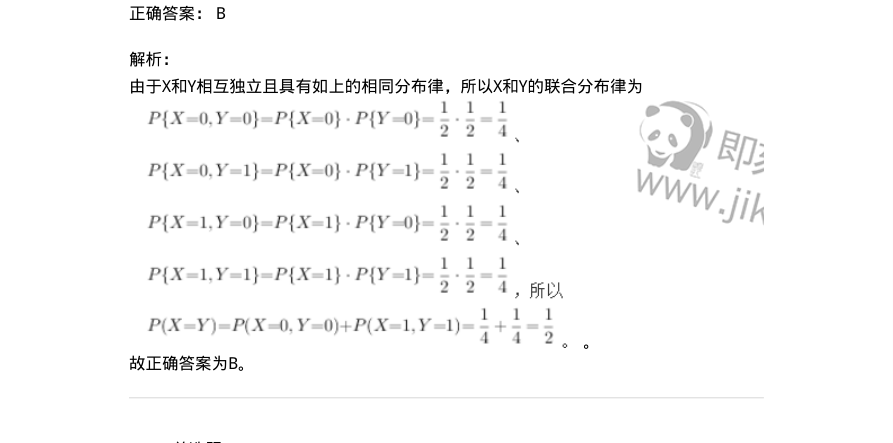 正确答案： B
解析：
由于X和Y相互独立且具有如上的相同分布律，所以X和Y的联合分布律为
P{X=0,Y=0}=P{X=0}·P{Y=0}=1/2·1/2=1/4、
P{X=0,Y=1}=P{X=0}·P{Y=1}=1/2·1/2=1/4、
P{X=1,Y=0}=P{X=1}·P{Y=0}=1/2·1/2=1/4、
P{X=1,Y=1}=P{X=1}·P{Y=1}=1/2·1/2=1/4，所以
P(X=Y)=P(X=0,Y=0)+P(X=1,Y=1)=1/4+1/4=1/2。。
故正确答案为B。
即
www.jik